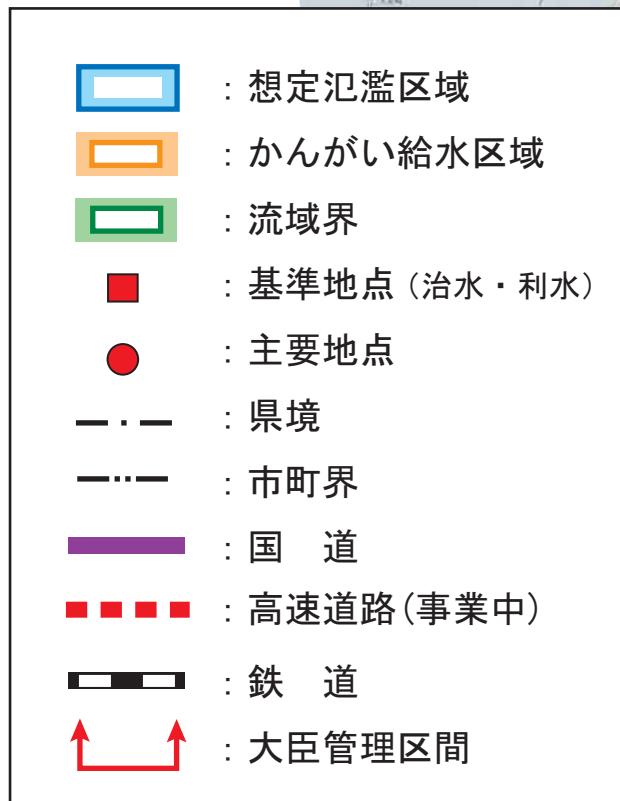 ：想定氾濫区域
：かんがい給水区域
：流域界
：基準地点（治水・利水）
：主要地点
：県境
：市町界
：国　道
：高速道路（事業中）
：鉄　道
：大臣管理区間